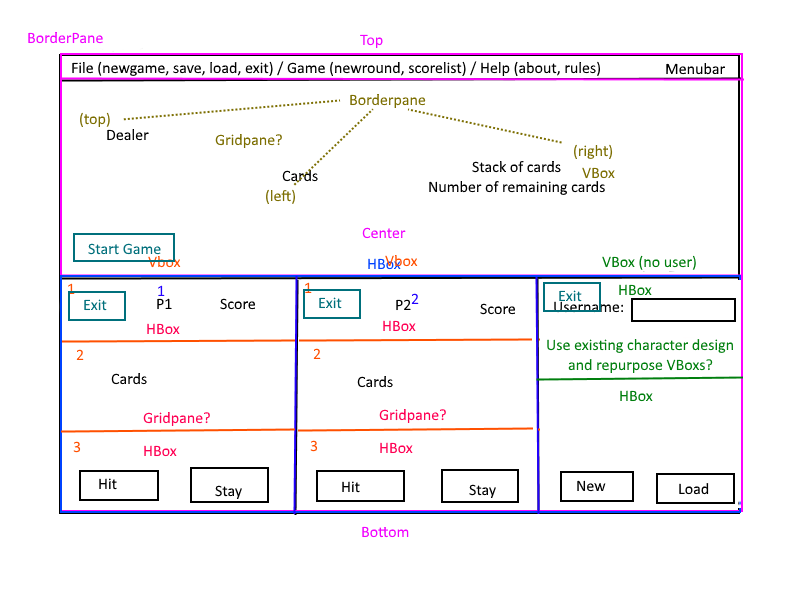 BorderPane
Top
File (newgame, save, load, exit) / Game (newround, scorelist) / Help (about, rules)
Menubar
Borderpane
(top)
Dealer
Gridpane?
(right)
Stack of cards
VBox
Cards
Number of remaining cards
(left)
Center
Start Game
Vbox
HBox
Vbox
VBox (no user)
1
1
Exit
P1
Score
HBox
1
Exit
P2
2
Score
HBox
Exit
HBox
Username:
Use existing character design
and repurpose VBoxs?
2
Cards
Gridpane?
2
Cards
Gridpane?
HBox
3
HBox
Hit
Stay
3
HBox
Hit
Stay
New
Load
Bottom